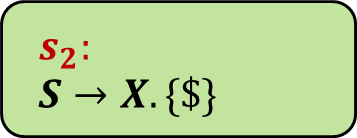 s₂:
S → X. {$}